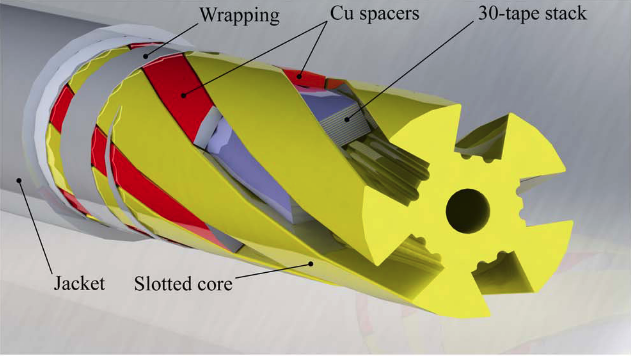 Wrapping
Cu spacers
30-tape stack
Jacket
Slotted core